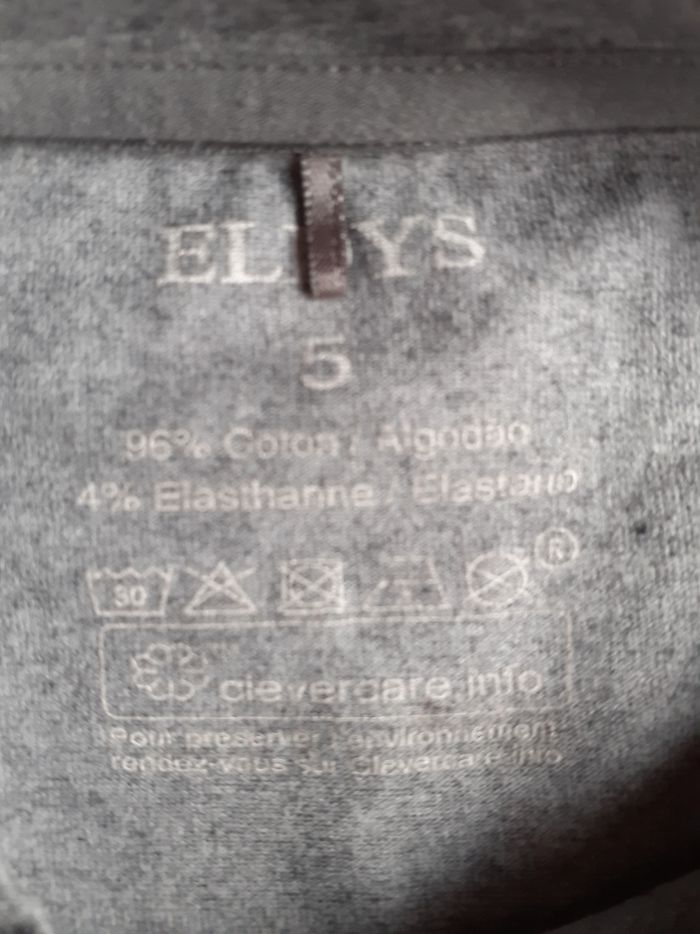 5
96% Coton / Algodão
4% Elasthanne / Elastano
®
30
clevercare.info
Pour préserver l'environnement
rendez-vous sur Clevercare.info